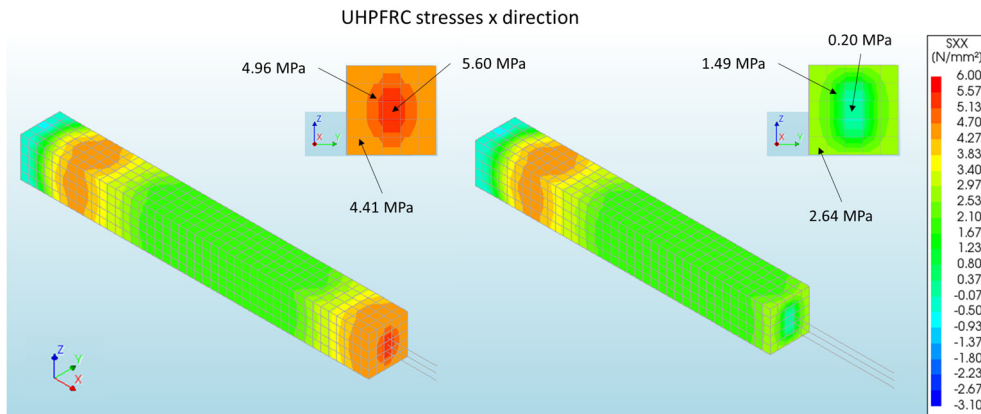 UHPFRC stresses x direction
4.96 MPa
5.60 MPa
4.41 MPa
Z
X
Y
1.49 MPa
0.20 MPa
2.64 MPa
Z
X
Y
Z
Y
X
SXX
(N/mm²)
6.00
5.13
4.70
4.27
3.83
3.40
2.97
2.53
2.10
1.67
1.23
0.80
0.37
-0.07
-0.50
-0.93
-1.37
-1.80
-2.23
-2.67
-3.10